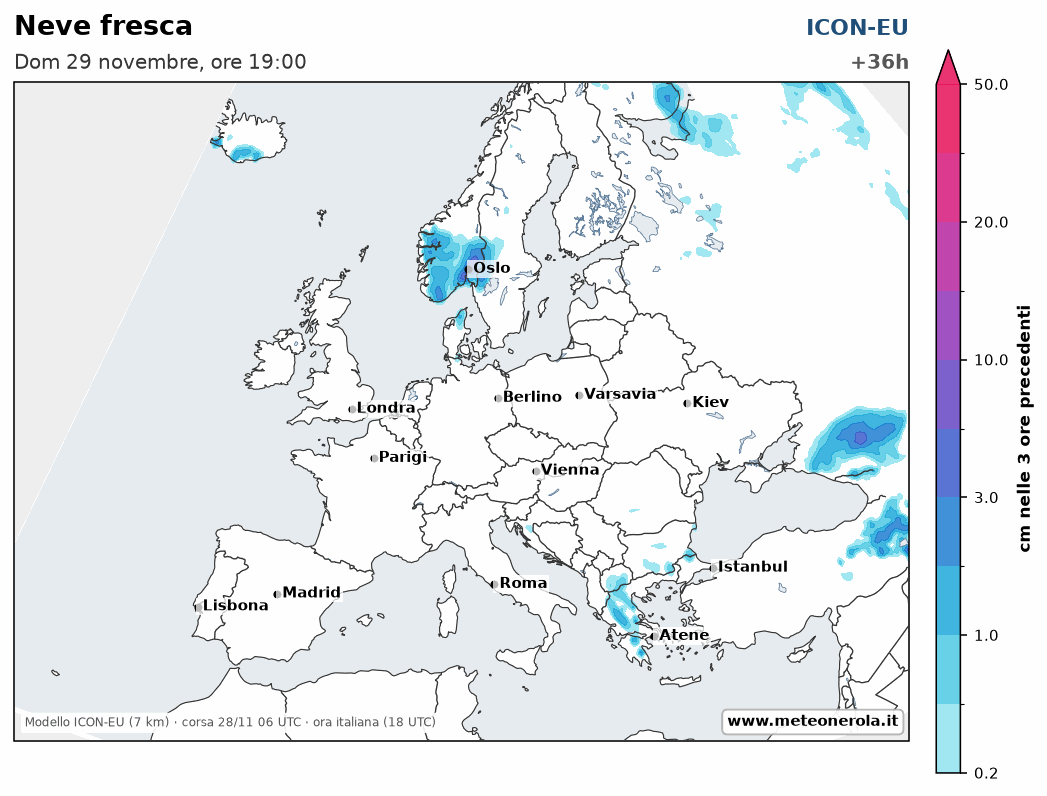 Neve fresca
ICON-EU
Dom 29 novembre, ore 19:00
+36h
50.0
20.0
10.0
3.0
1.0
0.2
cm nelle 3 ore precedenti
Oslo
Berlino
Varsavia
Kiev
Londra
Parigi
Vienna
Istanbul
Roma
Madrid
Lisbona
Atene
Modello ICON-EU (7 km) · corsa 28/11 06 UTC · ora italiana (18 UTC)
www.meteonerola.it